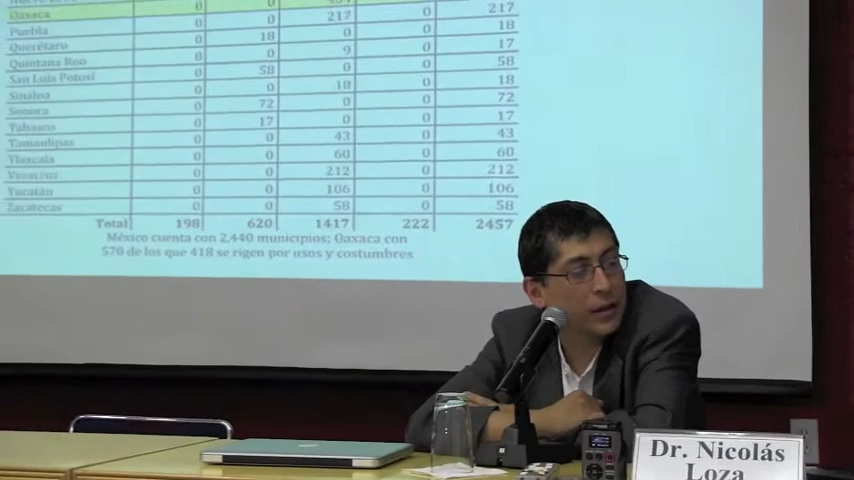 Oaxaca
Puebla 0 0 217 0 217
Querétaro 0 18 0 0 18
Quintana Roo 0 0 9 0 17
San Luis Potosí 0 58 0 0 58
Sinaloa 0 0 10 0 18
Sonora 0 72 0 0 72
Tabasco 0 17 0 0 17
Tamaulipas 0 0 43 0 43
Tlaxcala 0 0 60 0 60
Veracruz 0 0 212 0 212
Yucatán 0 0 106 0 106
Zacatecas 0 0 58 0 58
Total 198 620 1417 222 2457
México cuenta con 2,440 municipios; Oaxaca con
570 de los que 418 se rigen por usos y costumbres
Dr. Nicolás
Loza